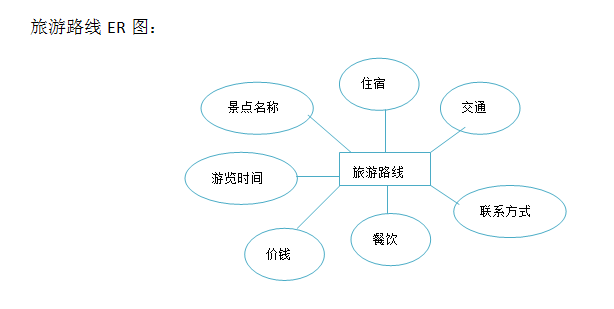 旅游路线 ER 图：
住宿
景点名称
交通
旅游路线
游览时间
联系方式
餐饮
价钱